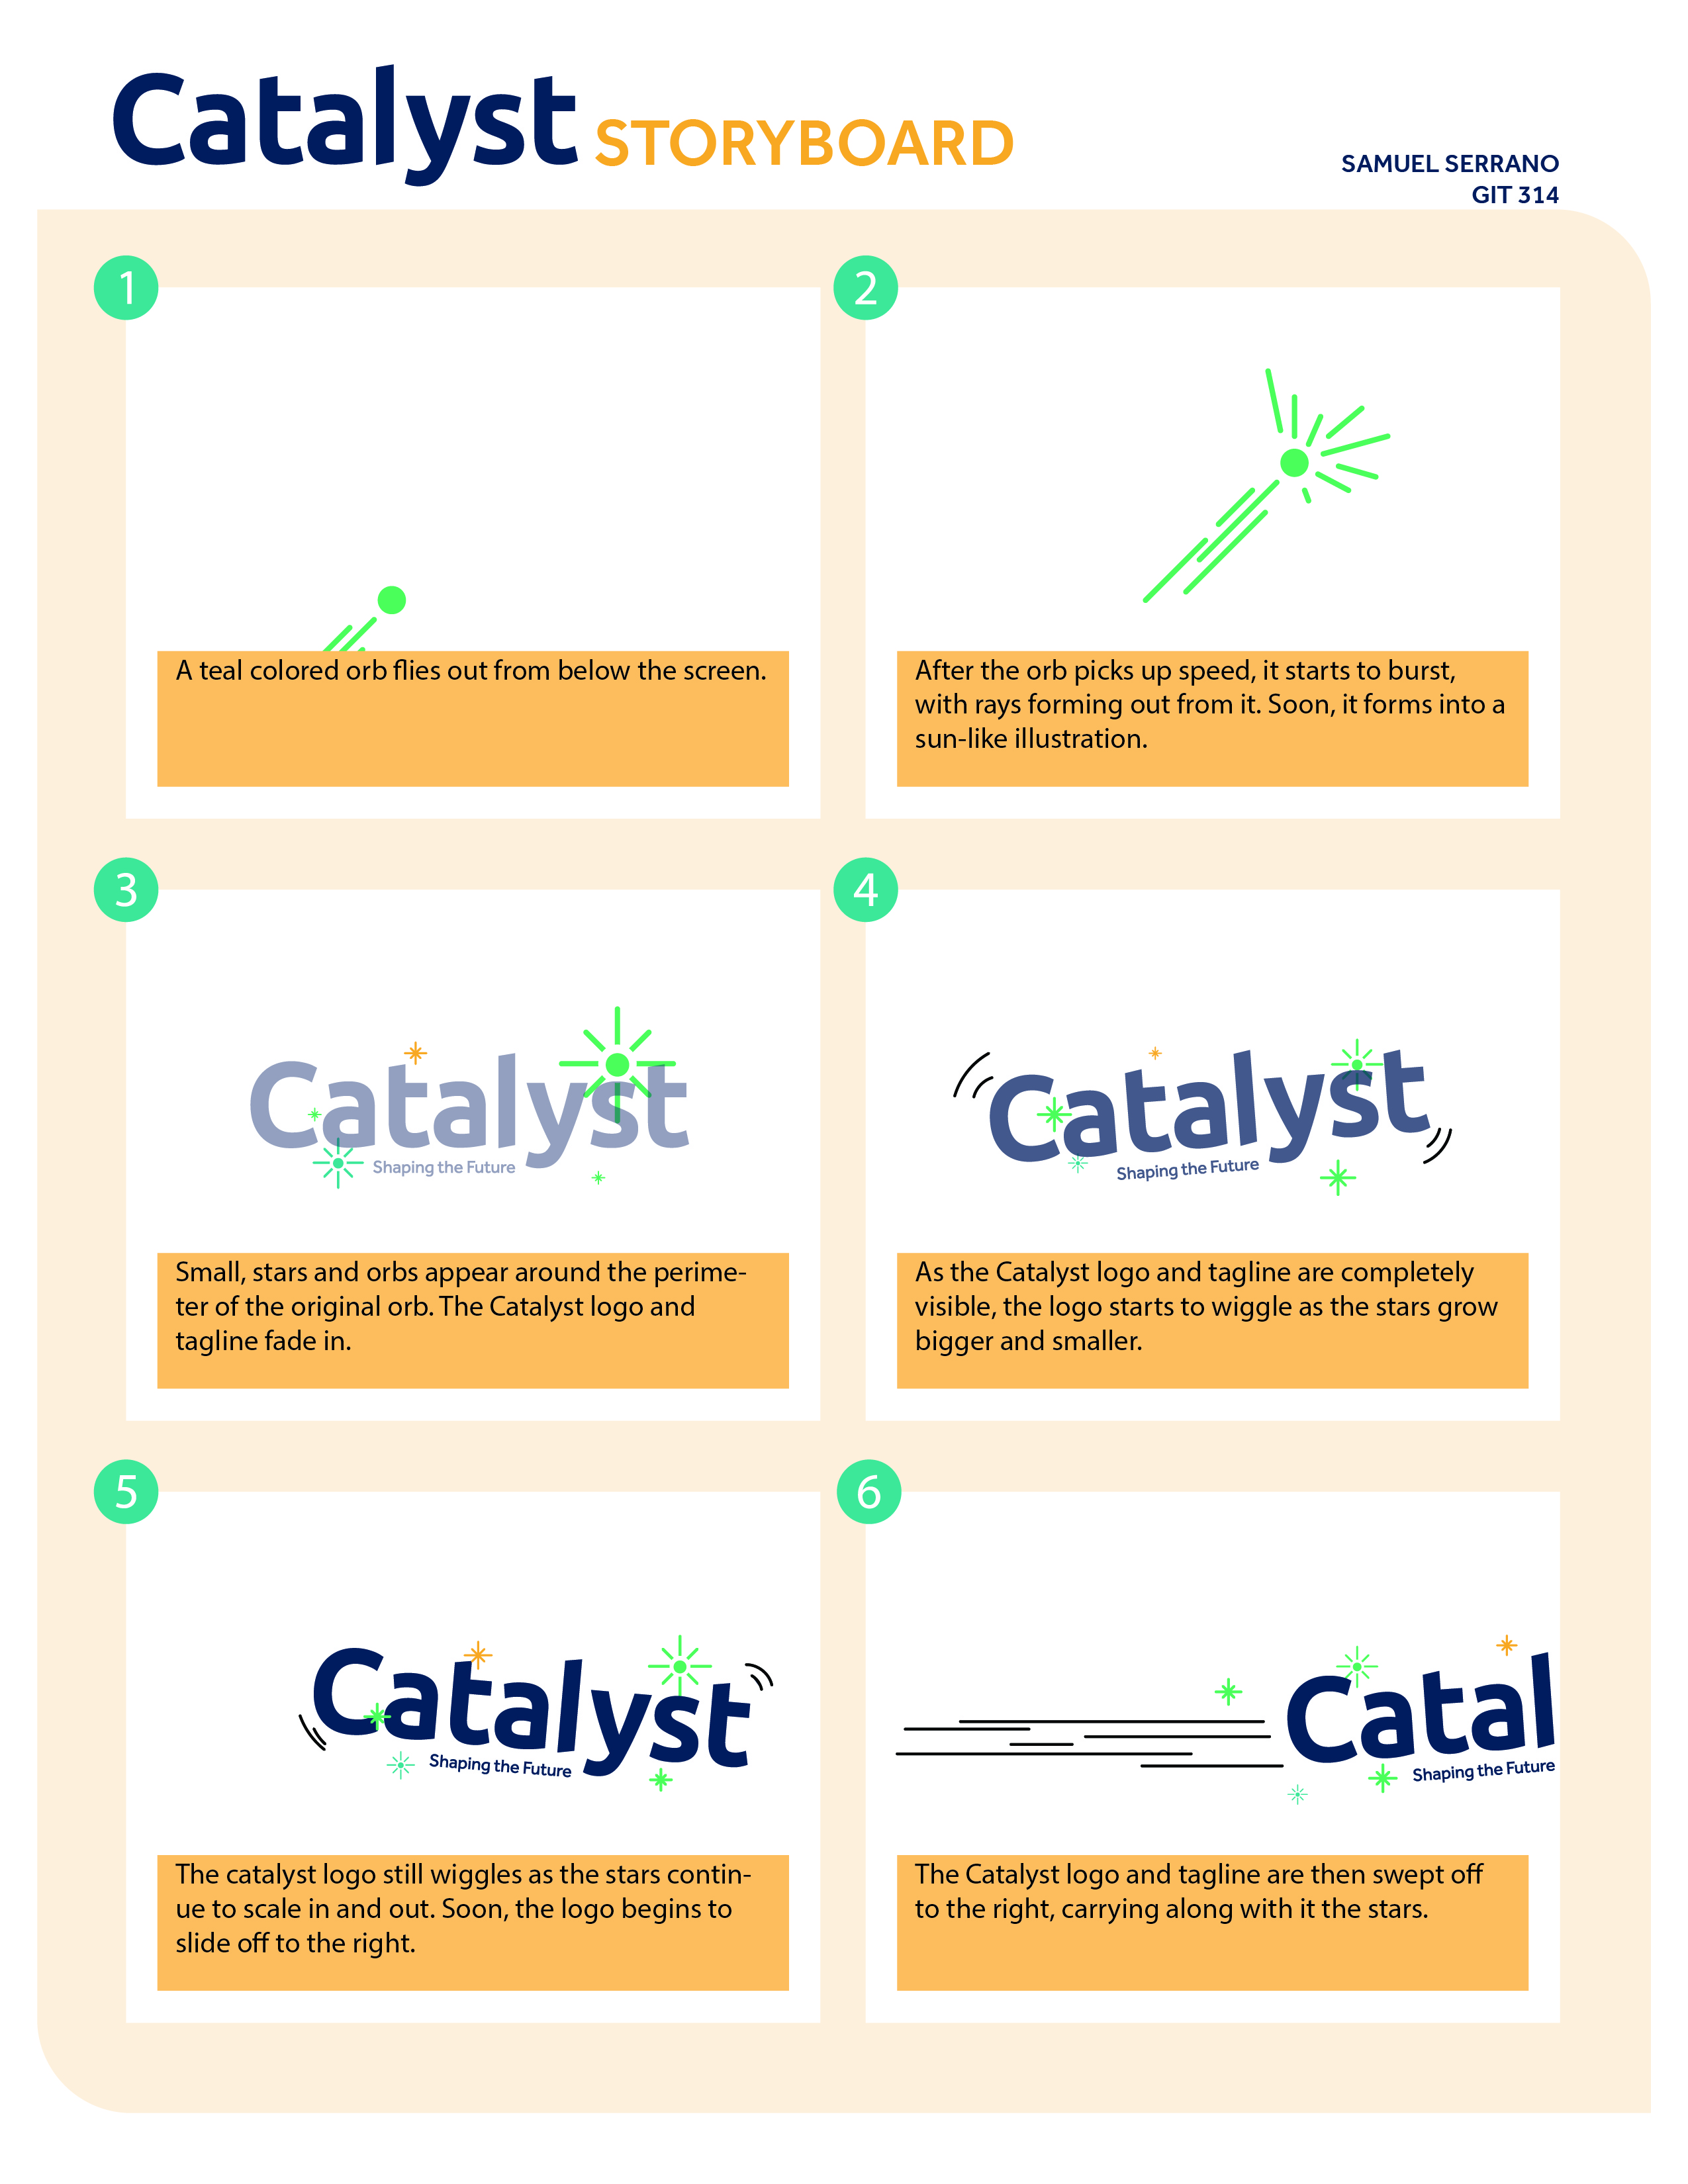 Catalyst STORYBOARD
SAMUEL SERRANO
GIT 314
1
A teal colored orb flies out from below the screen.
2
After the orb picks up speed, it starts to burst,
with rays forming out from it. Soon, it forms into a
sun-like illustration.
3
Catalyst
Shaping the Future
Small, stars and orbs appear around the perime-
ter of the original orb. The Catalyst logo and
tagline fade in.
4
Catalyst
Shaping the Future
As the Catalyst logo and tagline are completely
visible, the logo starts to wiggle as the stars grow
bigger and smaller.
5
Catalyst
Shaping the Future
The catalyst logo still wiggles as the stars contin-
ue to scale in and out. Soon, the logo begins to
slide off to the right.
6
Catal
Shaping the Future
The Catalyst logo and tagline are then swept off
to the right, carrying along with it the stars.